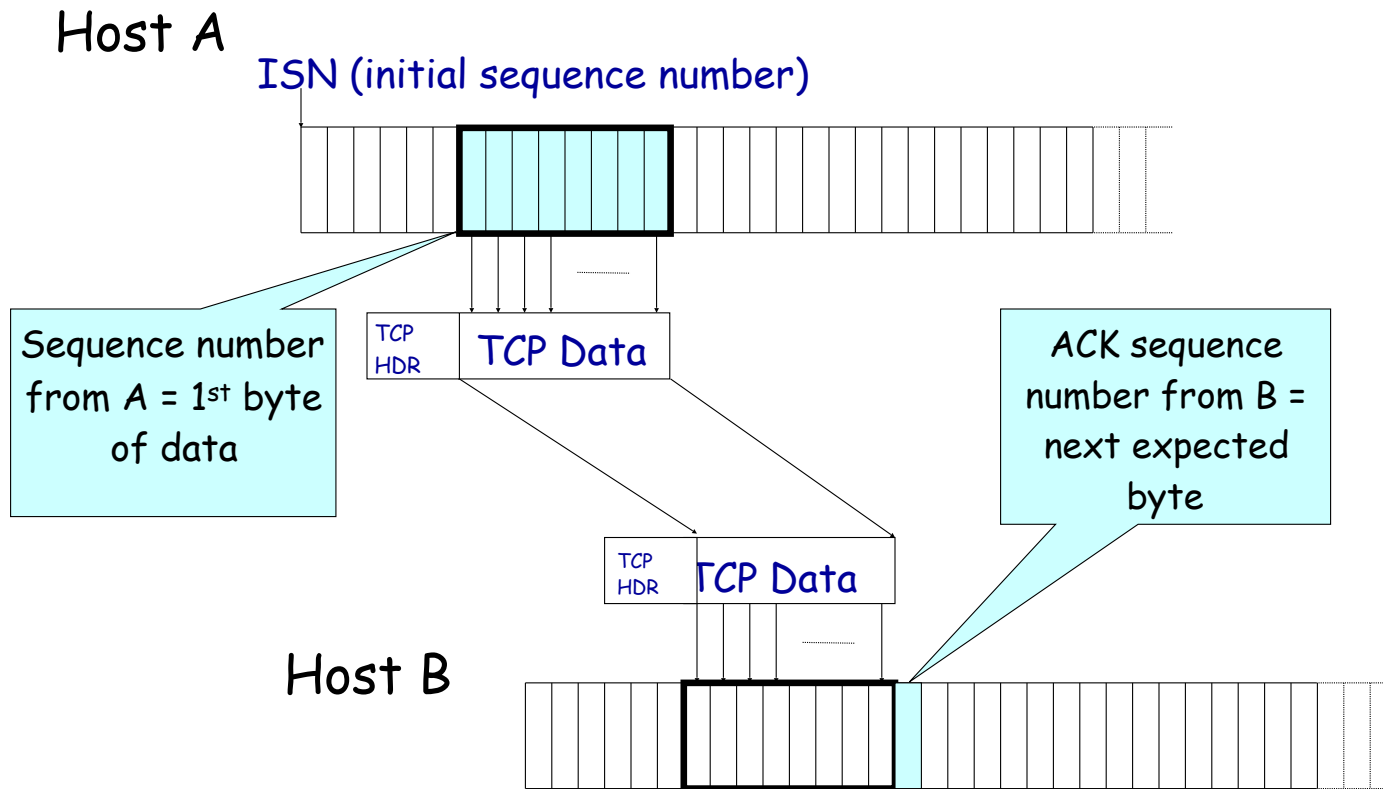 Host A
ISN (initial sequence number)
Sequence number
from A = 1st byte
of data
TCP
HDR
TCP Data
ACK sequence
number from B =
next expected
byte
TCP
HDR
TCP Data
Host B